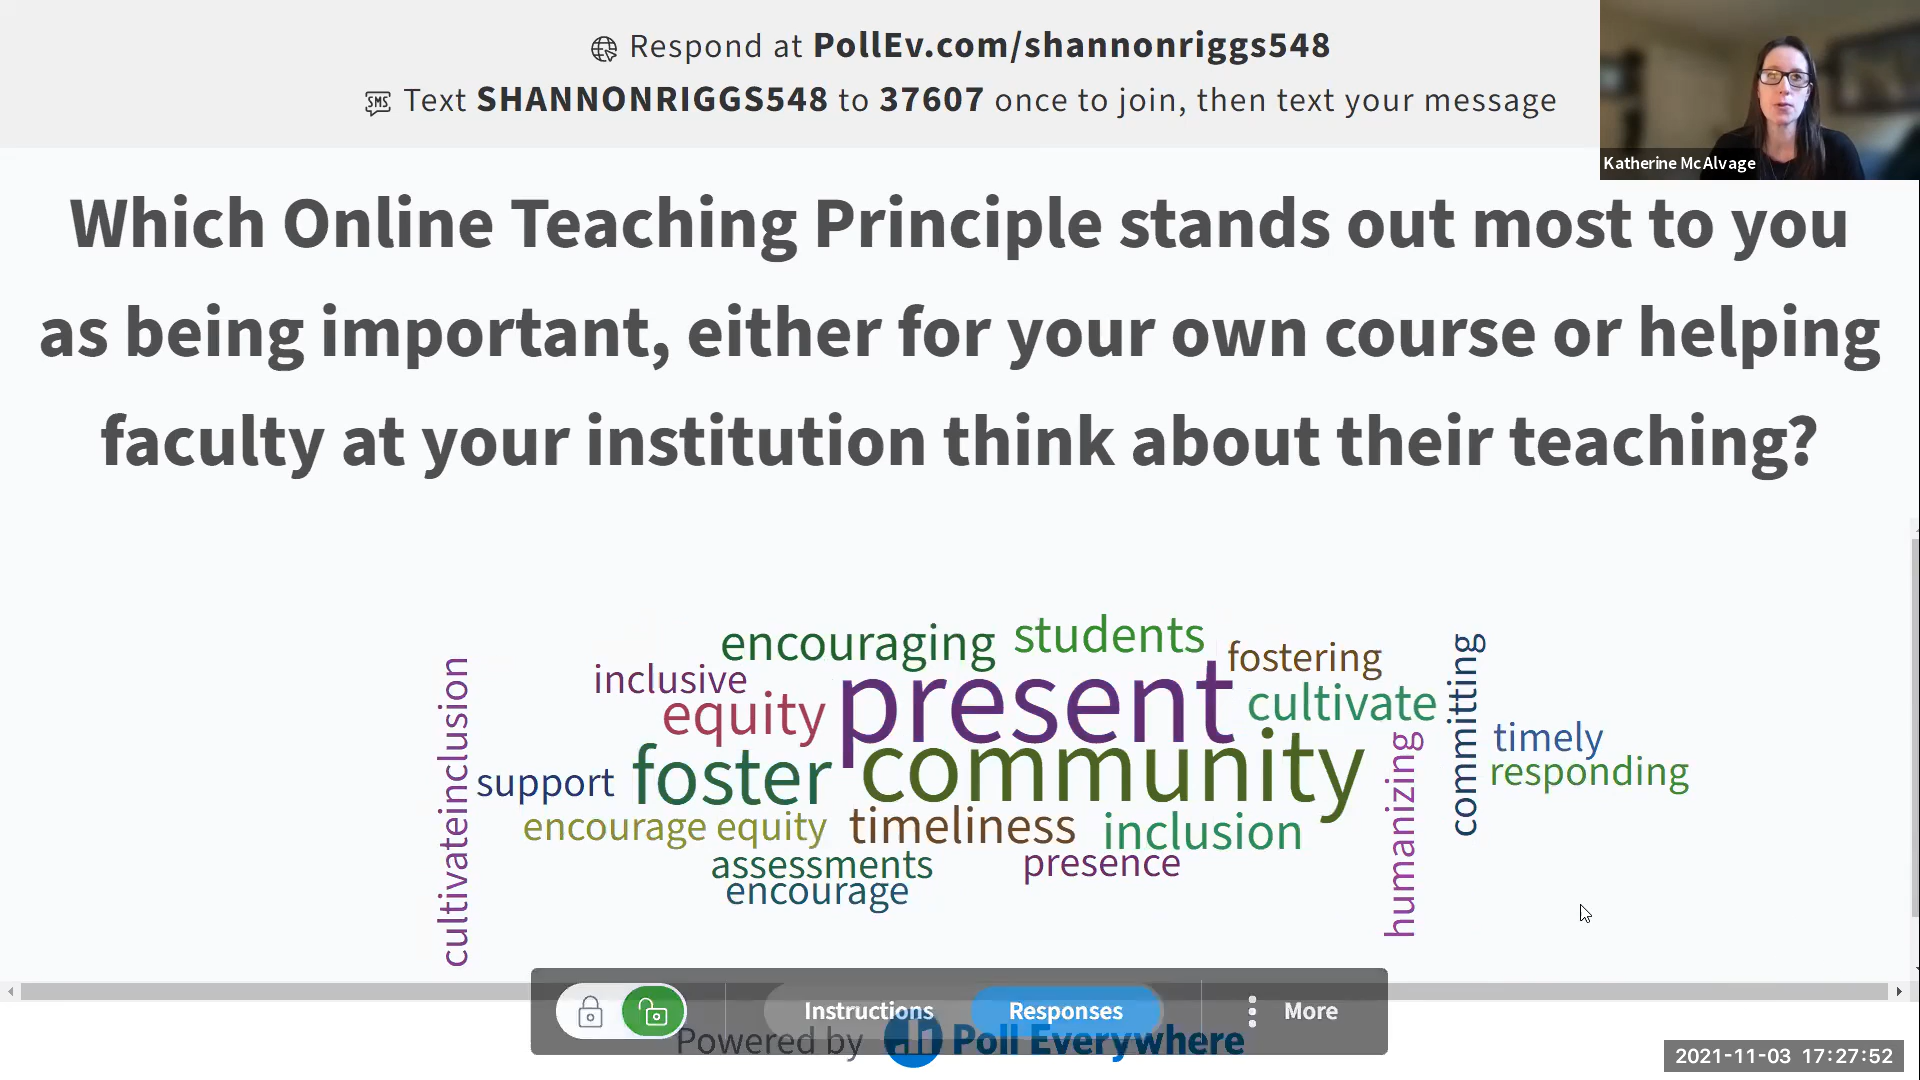 Respond at PollEv.com/shannonriggs548
SMS Text SHANNONRIGGS548 to 37607 once to join, then text your message
Katherine McAlvage
Which Online Teaching Principle stands out most to you
as being important, either for your own course or helping
faculty at your institution think about their teaching?
encouraging
students
fostering
inclusive
equity
present
cultivate
committing
timely
responding
cultivateinclusion
support
foster
community
humanizing
encourage equity
timeliness
inclusion
assessments
presence
encourage
Instructions
Responses
More
Powered by Poll Everywhere
2021-11-03 17:27:52